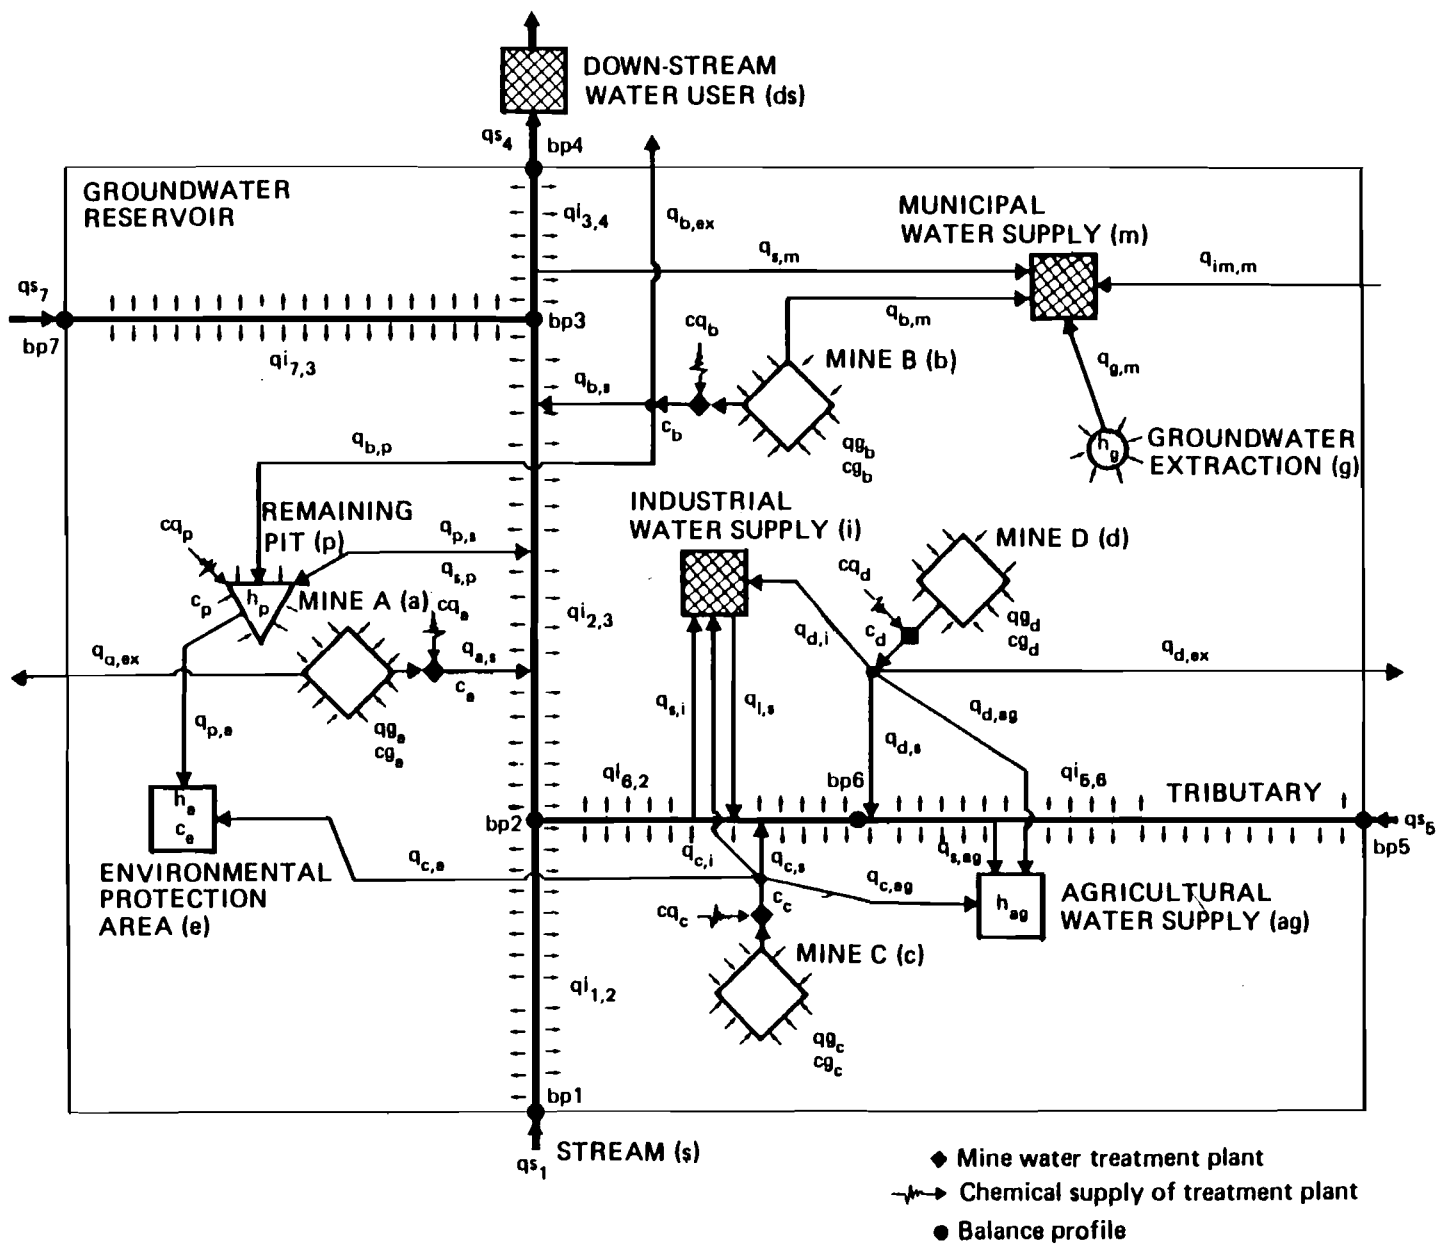 DOWN-STREAM
WATER USER (ds)
qs4
bp4
GROUNDWATER
RESERVOIR
qi3,4
qb,ex
MUNICIPAL
WATER SUPPLY (m)
qs,m
qim,m
qs7
bp7
bp3
qi7,3
qb,m
cqb
MINE B (b)
qg,m
qb,s
cb
qgb
cgb
hg
GROUNDWATER
EXTRACTION (g)
qb,p
REMAINING
PIT (p)
cqp
cp
hp
qp,s
qs,p
INDUSTRIAL
WATER SUPPLY (i)
MINE D (d)
cqd
cd
qgd
cgd
MINE A (a)
cqa
qi2,3
qa,ex
qa,s
ca
qga
cga
qd,i
qd,ex
qs,i
qi,s
qd,ag
qd,s
qp,e
qi6,2
bp6
qi5,6
TRIBUTARY
he
ce
bp2
qs5
bp5
ENVIRONMENTAL
PROTECTION
AREA (e)
qc,e
qc,i
qc,s
qs,ag
qc,ag
hag
AGRICULTURAL
WATER SUPPLY (ag)
cc
cqc
MINE C (c)
qi1,2
qgc
cgc
bp1
qs1
STREAM (s)
Mine water treatment plant
Chemical supply of treatment plant
Balance profile